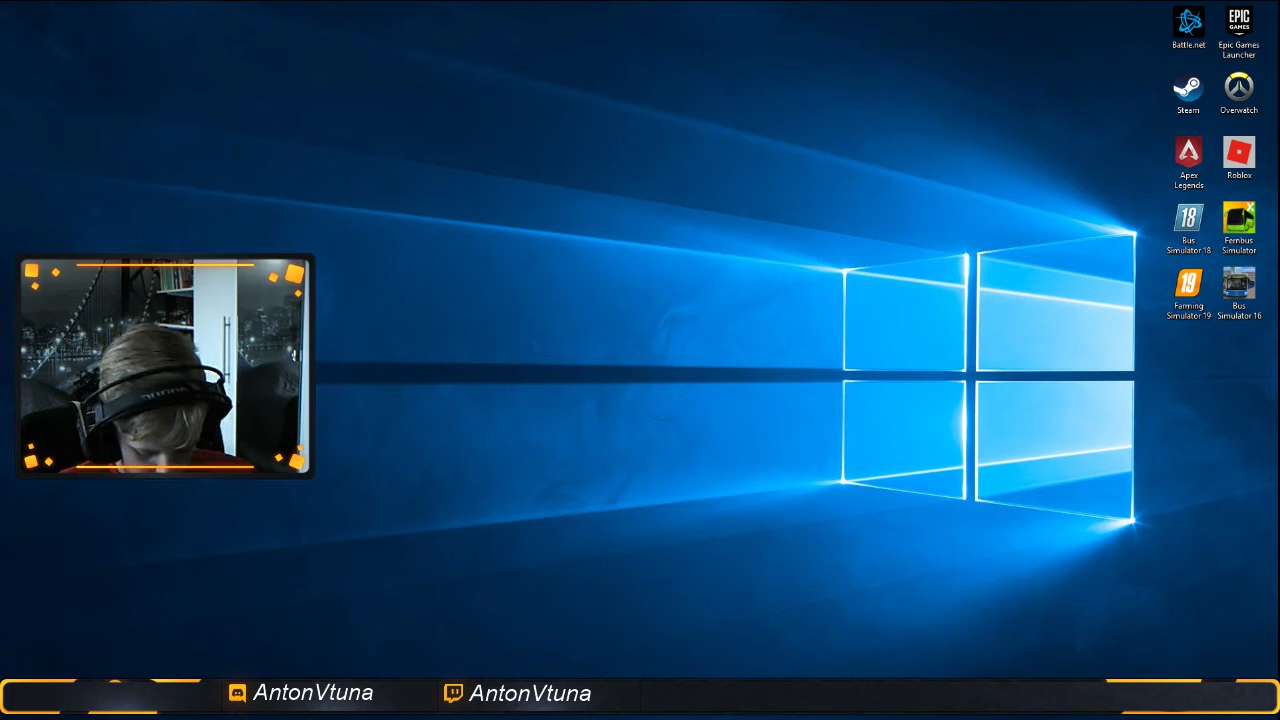 Battle.net
EPIC
GAMES
Epic Games
Launcher
Steam
Overwatch
Apex
Legends
Roblox
18
Bus
Simulator 18
Fernbus
Simulator
19
Farming
Simulator 19
Bus
Simulator 16
AntonVtuna
AntonVtuna